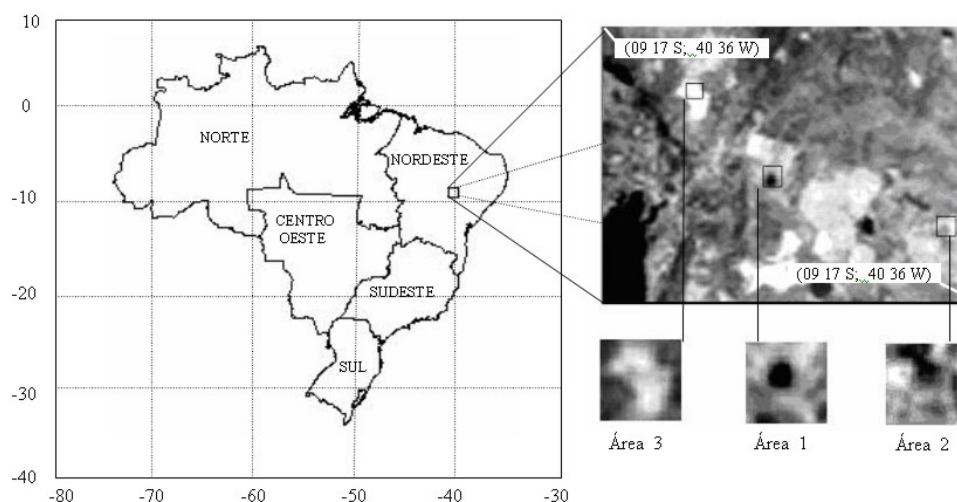 10
0
-10
-20
-30
-40
-80
-70
-60
-50
-40
-30
NORTE
NORDESTE
CENTRO
OESTE
SUDESTE
SUL
(09 17 S; 40 36 W)
(09 17 S; 40 36 W)
Área 3
Área 1
Área 2